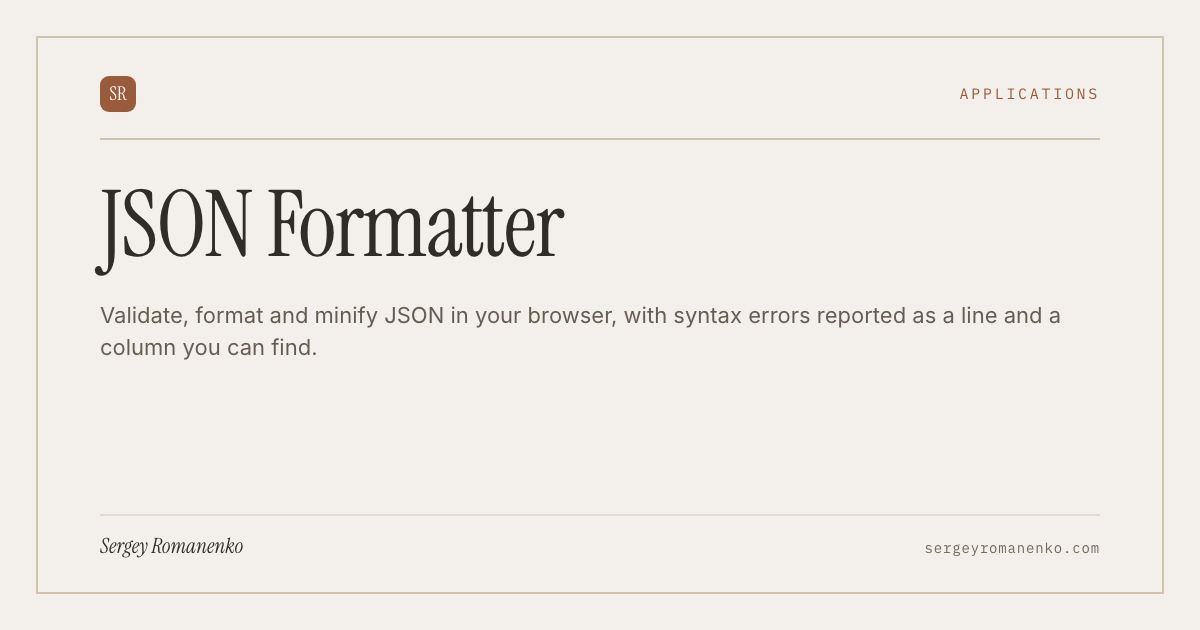 SR
APPLICATIONS
JSON Formatter
Validate, format and minify JSON in your browser, with syntax errors reported as a line and a
column you can find.
Sergey Romanenko
sergeyromanenko.com